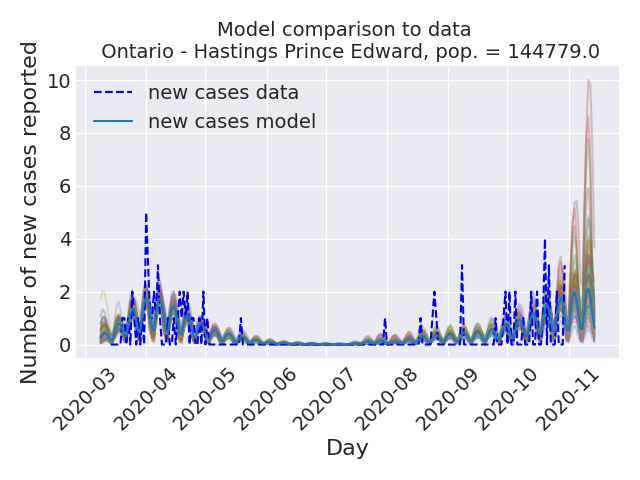 Model comparison to data
Ontario - Hastings Prince Edward, pop. = 144779.0
Number of new cases reported
10
8
6
4
2
0
new cases data
new cases model
2020-03
2020-04
2020-05
2020-06
2020-07
2020-08
2020-09
2020-10
2020-11
Day